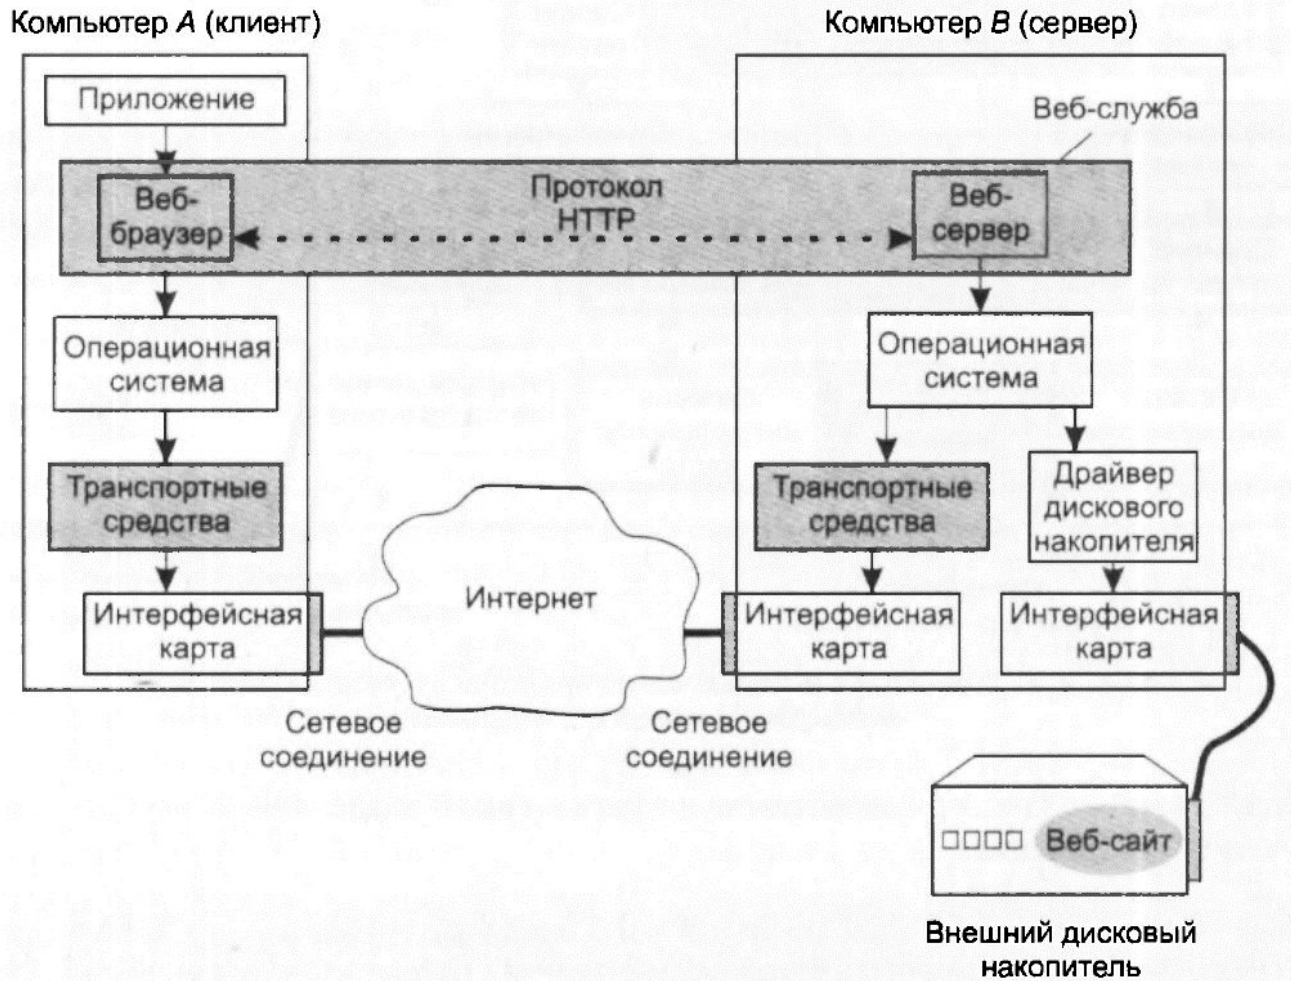 Компьютер A (клиент)
Компьютер B (сервер)
Приложение
Веб-служба
Веб-
браузер
Протокол
HTTP
Веб-
сервер
Операционная
система
Операционная
система
Транспортные
средства
Транспортные
средства
Драйвер
дискового
накопителя
Интерфейсная
карта
Интернет
Интерфейсная
карта
Интерфейсная
карта
Сетевое
соединение
Сетевое
соединение
Веб-сайт
Внешний дисковый
накопитель